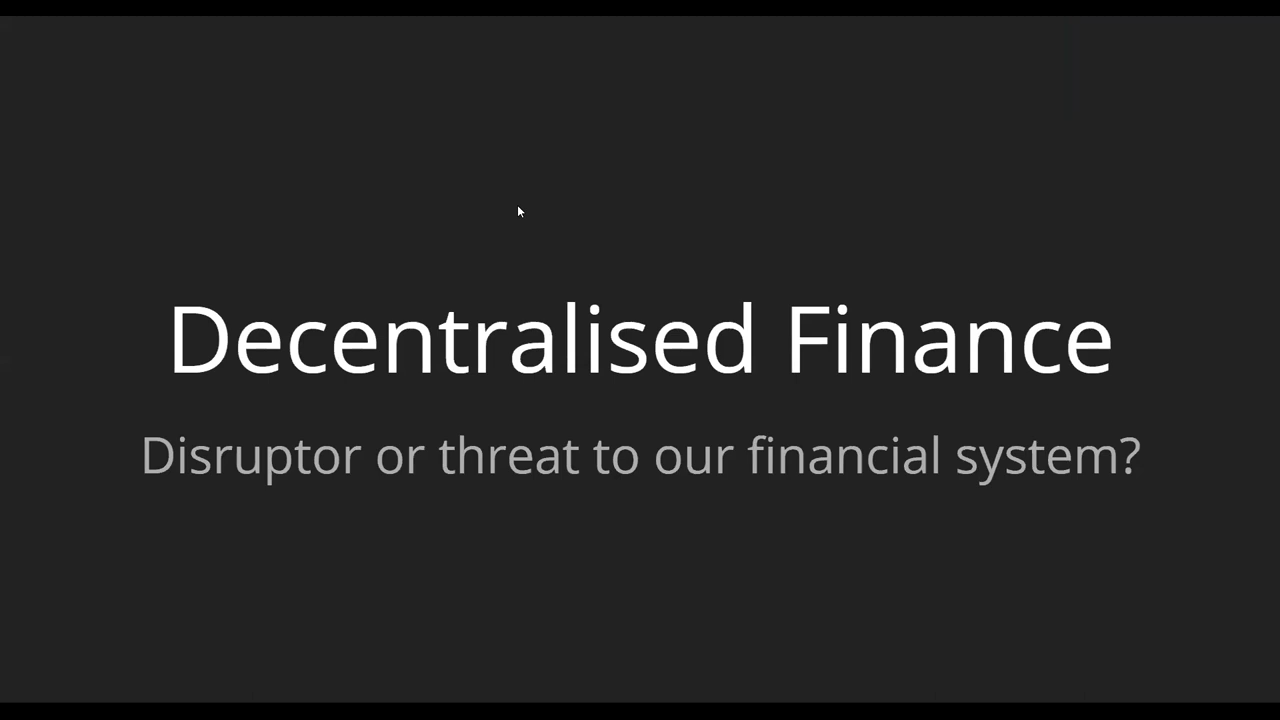 Decentralised Finance
Disruptor or threat to our financial system?